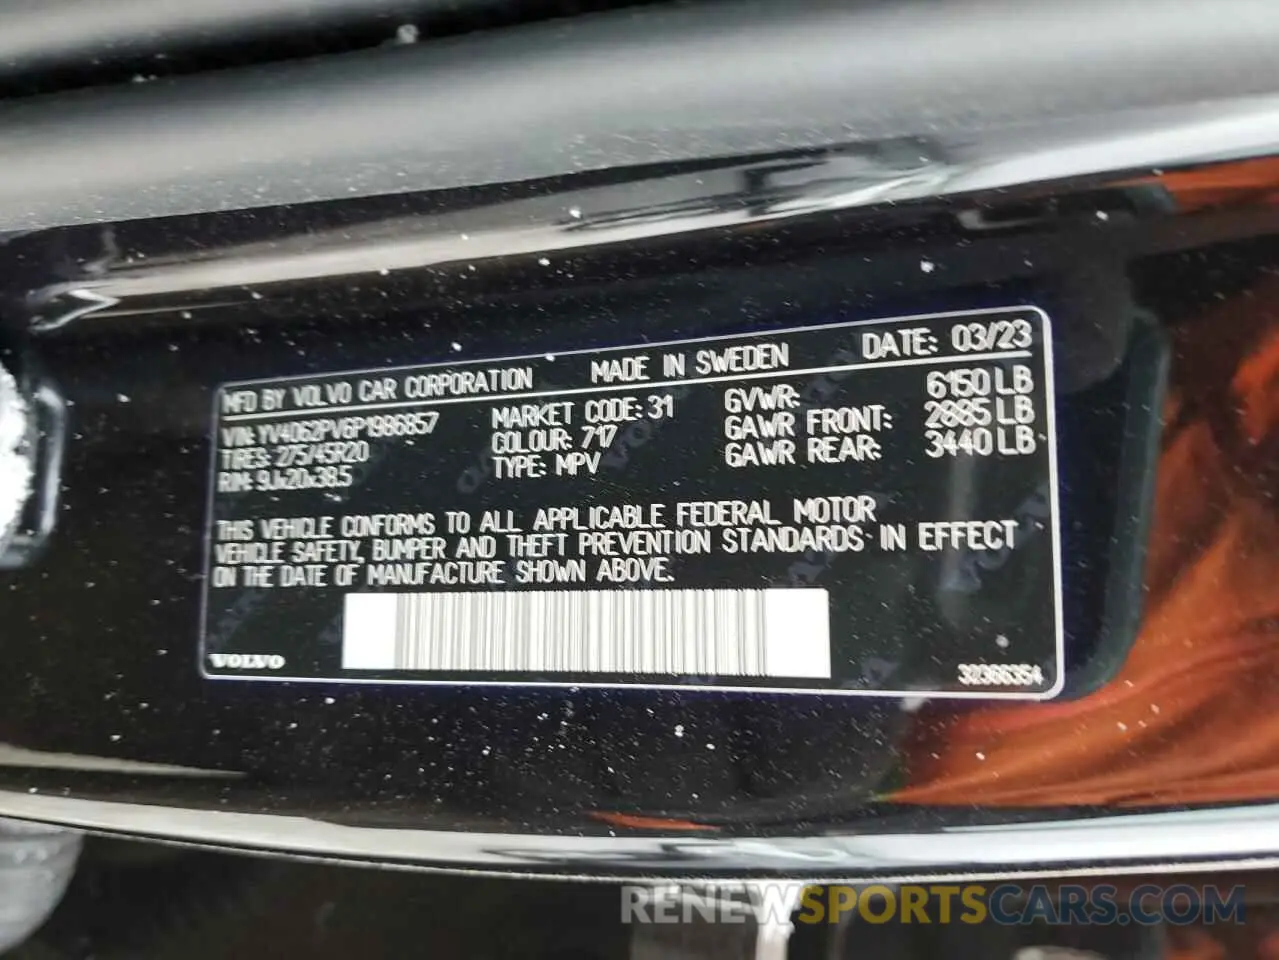 MFD BY VOLVO CAR CORPORATION MADE IN SWEDEN DATE: 03/23
VIN: YV4062PV6P1986857 MARKET CODE: 31 GVWR: 6150 LB
TIRES: 275/45R20 COLOUR: 717 GAWR FRONT: 2885 LB
RIM: 9Jx20x38.5 TYPE: MPV GAWR REAR: 3440 LB
THIS VEHICLE CONFORMS TO ALL APPLICABLE FEDERAL MOTOR
VEHICLE SAFETY, BUMPER AND THEFT PREVENTION STANDARDS IN EFFECT
ON THE DATE OF MANUFACTURE SHOWN ABOVE.
VOLVO 32366354
RENEWSPORTSCARS.COM